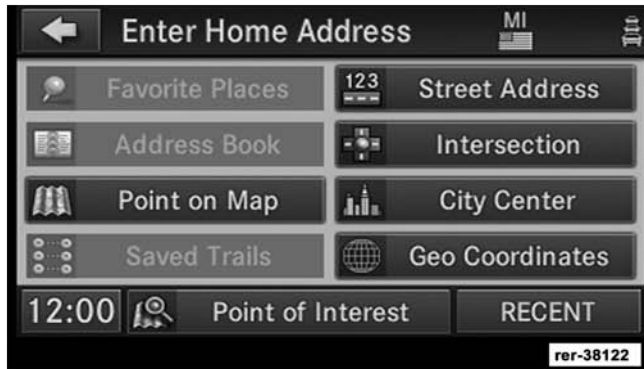 Enter Home Address MI
Favorite Places 123 Street Address
Address Book Intersection
Point on Map City Center
Saved Trails Geo Coordinates
12:00 Point of Interest RECENT
rer-38122